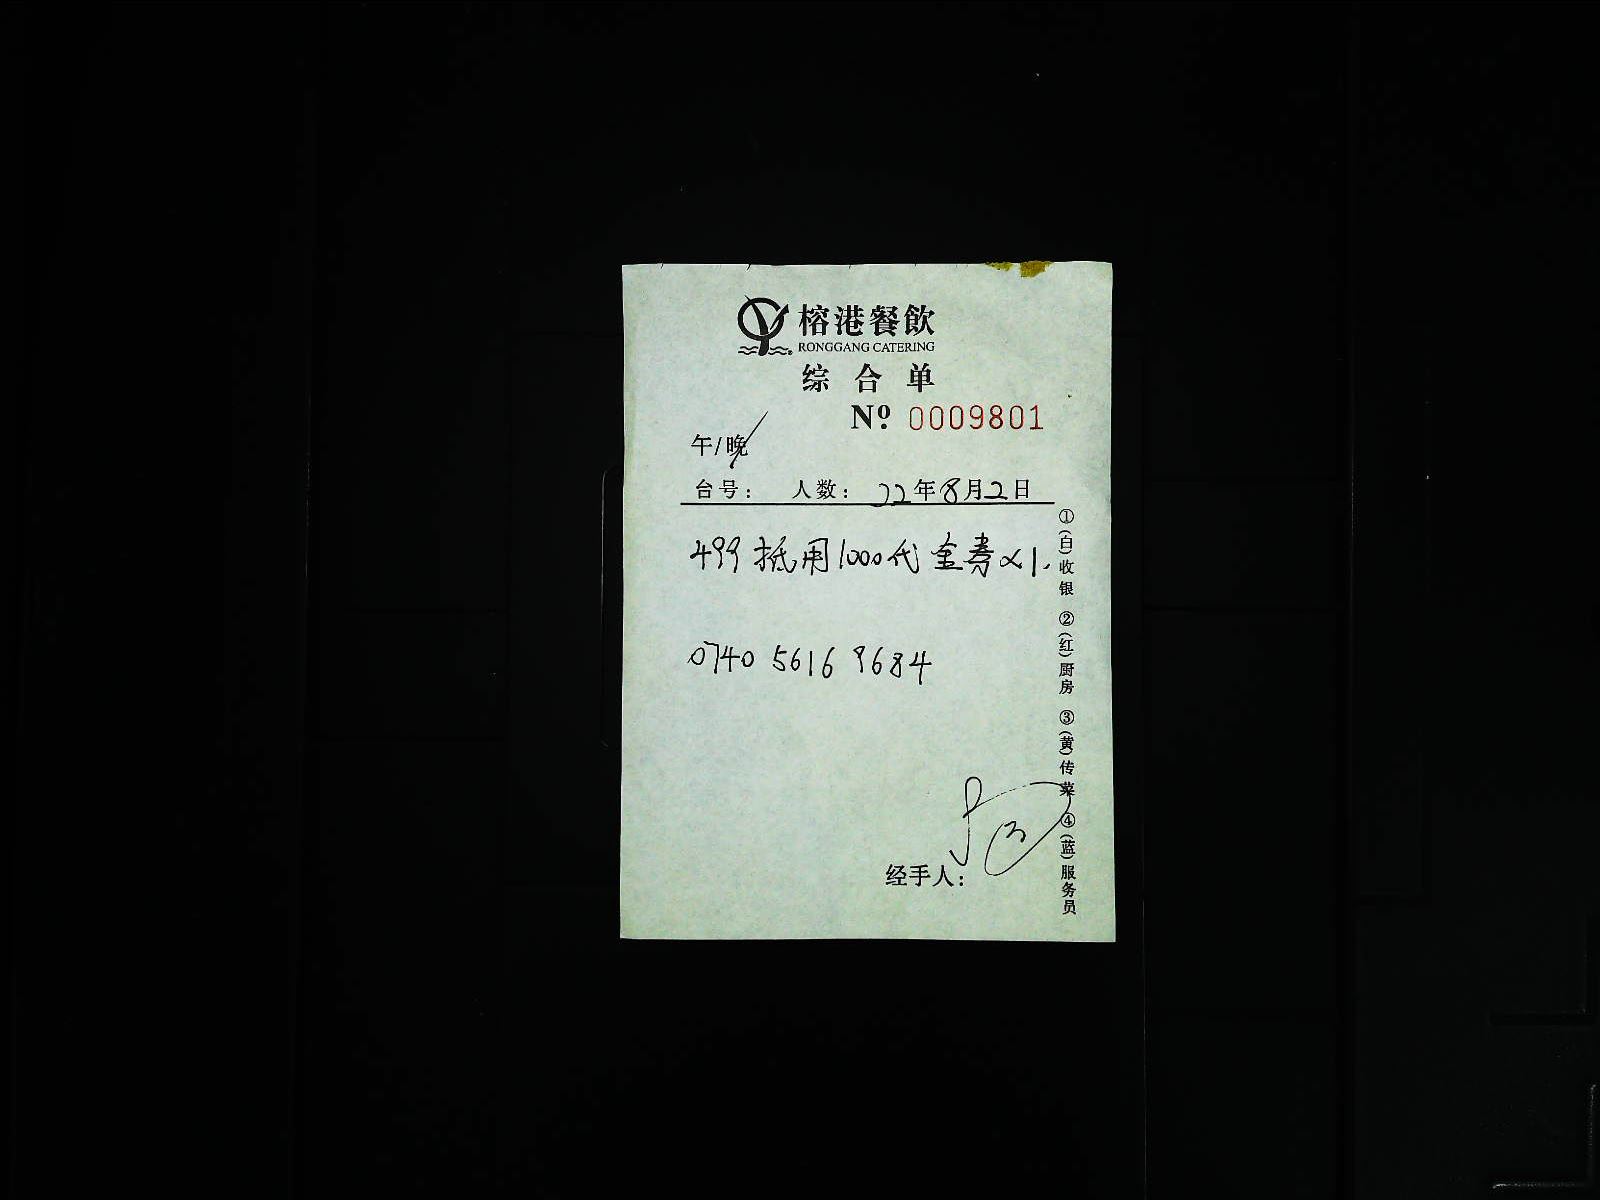 榕港餐飲
RONGGANG CATERING
综合单
Nº 0009801
午/晚
台号： 人数： 22年8月2日
499抵用1000代金券×1.
0740 5616 9684
经手人：
①(白)收银 ②(红)厨房 ③(黄)传菜 ④(蓝)服务员